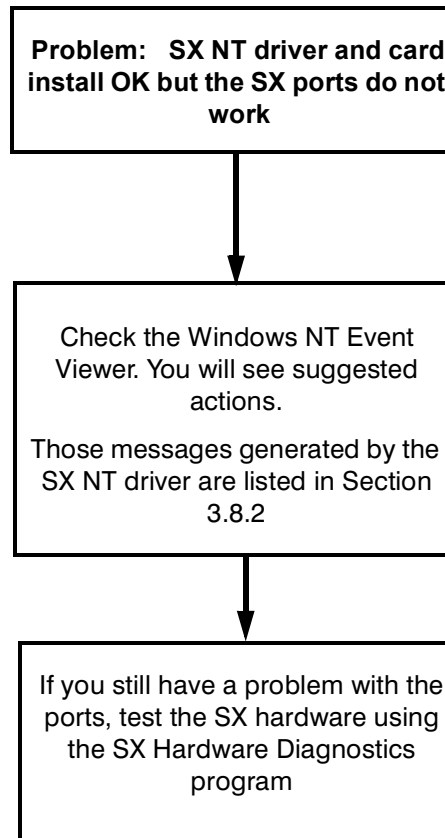 Problem: SX NT driver and card
install OK but the SX ports do not
work
Check the Windows NT Event
Viewer. You will see suggested
actions.
Those messages generated by the
SX NT driver are listed in Section
3.8.2
If you still have a problem with the
ports, test the SX hardware using
the SX Hardware Diagnostics
program